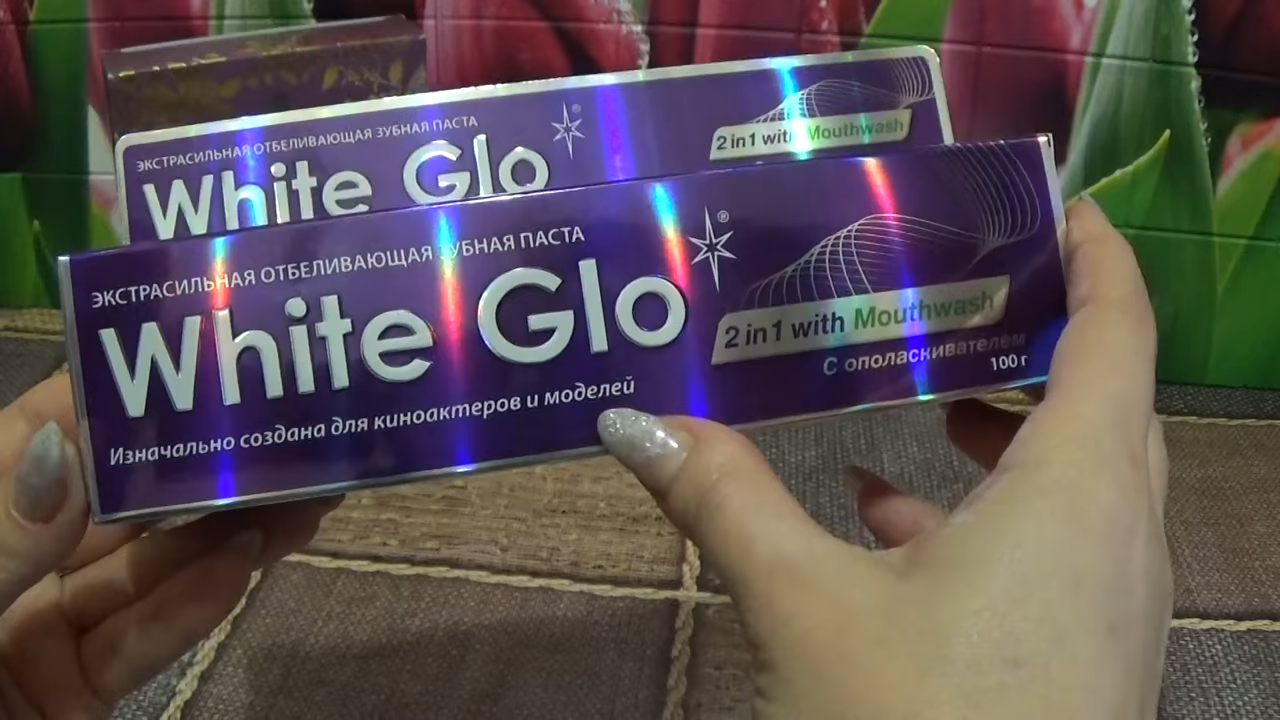 ЭКСТРАСИЛЬНАЯ ОТБЕЛИВАЮЩАЯ ЗУБНАЯ ПАСТА
White Glo
2 in 1 with Mouthwash
ЭКСТРАСИЛЬНАЯ ОТБЕЛИВАЮЩАЯ ЗУБНАЯ ПАСТА
White Glo ®
2 in 1 with Mouthwash
С ополаскивателем
100 г
Изначально создана для киноактеров и моделей